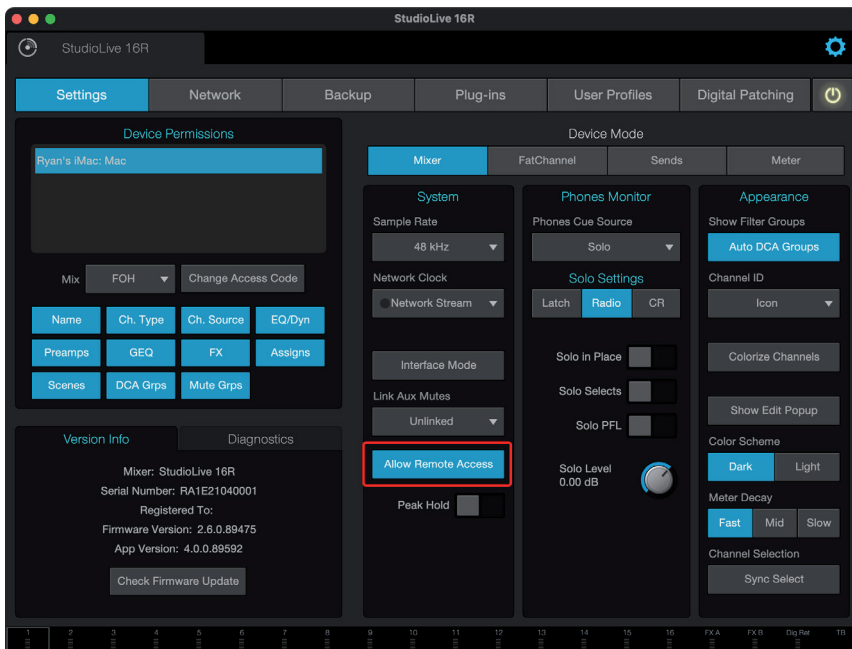 StudioLive 16R
StudioLive 16R
Settings
Network
Backup
Plug-ins
User Profiles
Digital Patching
Device Permissions
Ryan's iMac: Mac
Mix
FOH
Change Access Code
Name
Ch. Type
Ch. Source
EQ/Dyn
Preamps
GEQ
FX
Assigns
Scenes
DCA Grps
Mute Grps
Version Info
Diagnostics
Mixer: StudioLive 16R
Serial Number: RA1E21040001
Registered To:
Firmware Version: 2.6.0.89475
App Version: 4.0.0.89592
Check Firmware Update
Device Mode
Mixer
FatChannel
Sends
Meter
System
Sample Rate
48 kHz
Network Clock
Network Stream
Interface Mode
Link Aux Mutes
Unlinked
Allow Remote Access
Peak Hold
Phones Monitor
Phones Cue Source
Solo
Solo Settings
Latch
Radio
CR
Solo in Place
Solo Selects
Solo PFL
Solo Level
0.00 dB
Appearance
Show Filter Groups
Auto DCA Groups
Channel ID
Icon
Colorize Channels
Show Edit Popup
Color Scheme
Dark
Light
Meter Decay
Fast
Mid
Slow
Channel Selection
Sync Select
1 2 3 4 5 6 7 8 9 10 11 12 13 14 15 16 FX A FX B Dig Ret TB